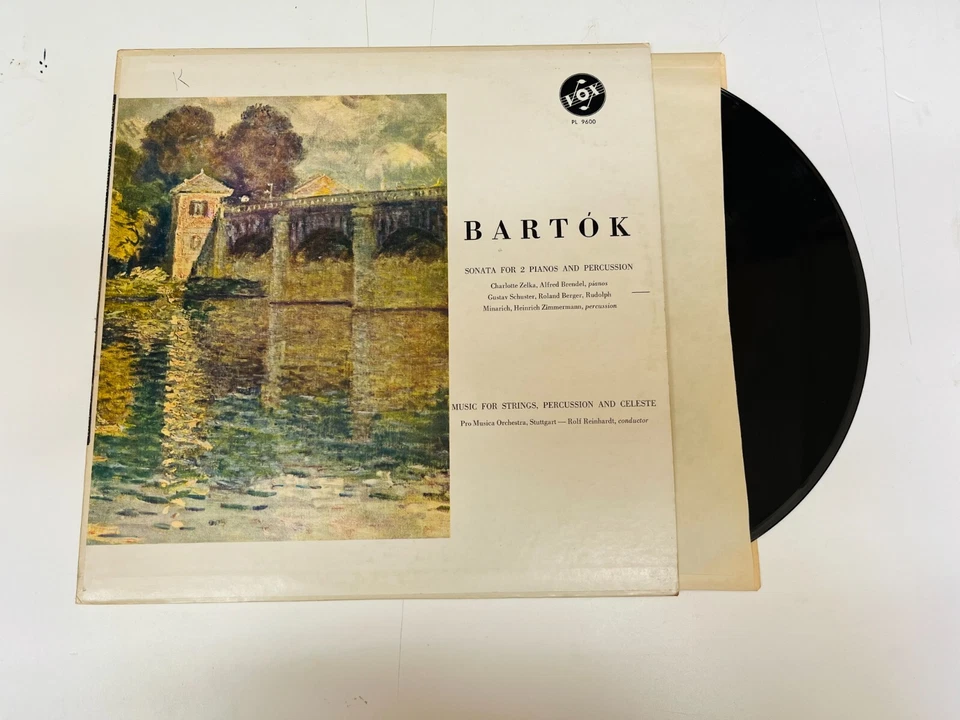 K
VOX
PL 9600
BARTÓK
SONATA FOR 2 PIANOS AND PERCUSSION
Charlotte Zelka, Alfred Brendel, pianos
Gustav Schuster, Roland Berger, Rudolph
Minarich, Heinrich Zimmermann, percussion
MUSIC FOR STRINGS, PERCUSSION AND CELESTE
Pro Musica Orchestra, Stuttgart — Rolf Reinhardt, conductor